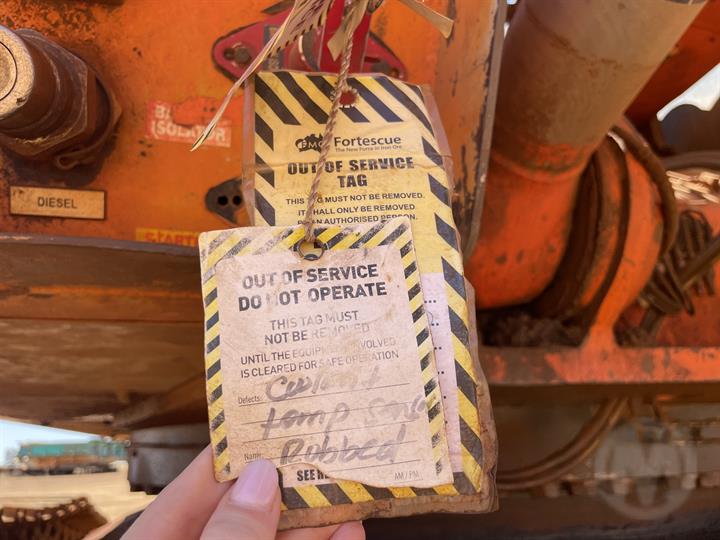 BA
ISOLATOR
DIESEL
START
FMG Fortescue
The New Force in Iron Ore
OUT OF SERVICE
TAG
THIS TAG MUST NOT BE REMOVED.
IT SHALL ONLY BE REMOVED.
BY AN AUTHORISED PERSON.
OUT OF SERVICE
DO NOT OPERATE
THIS TAG MUST
NOT BE REMOVED
UNTIL THE EQUIPMENT INVOLVED
IS CLEARED FOR SAFE OPERATION
Defects: Coolant
temp Sens
Name: Robbed
SEE AM / PM
M